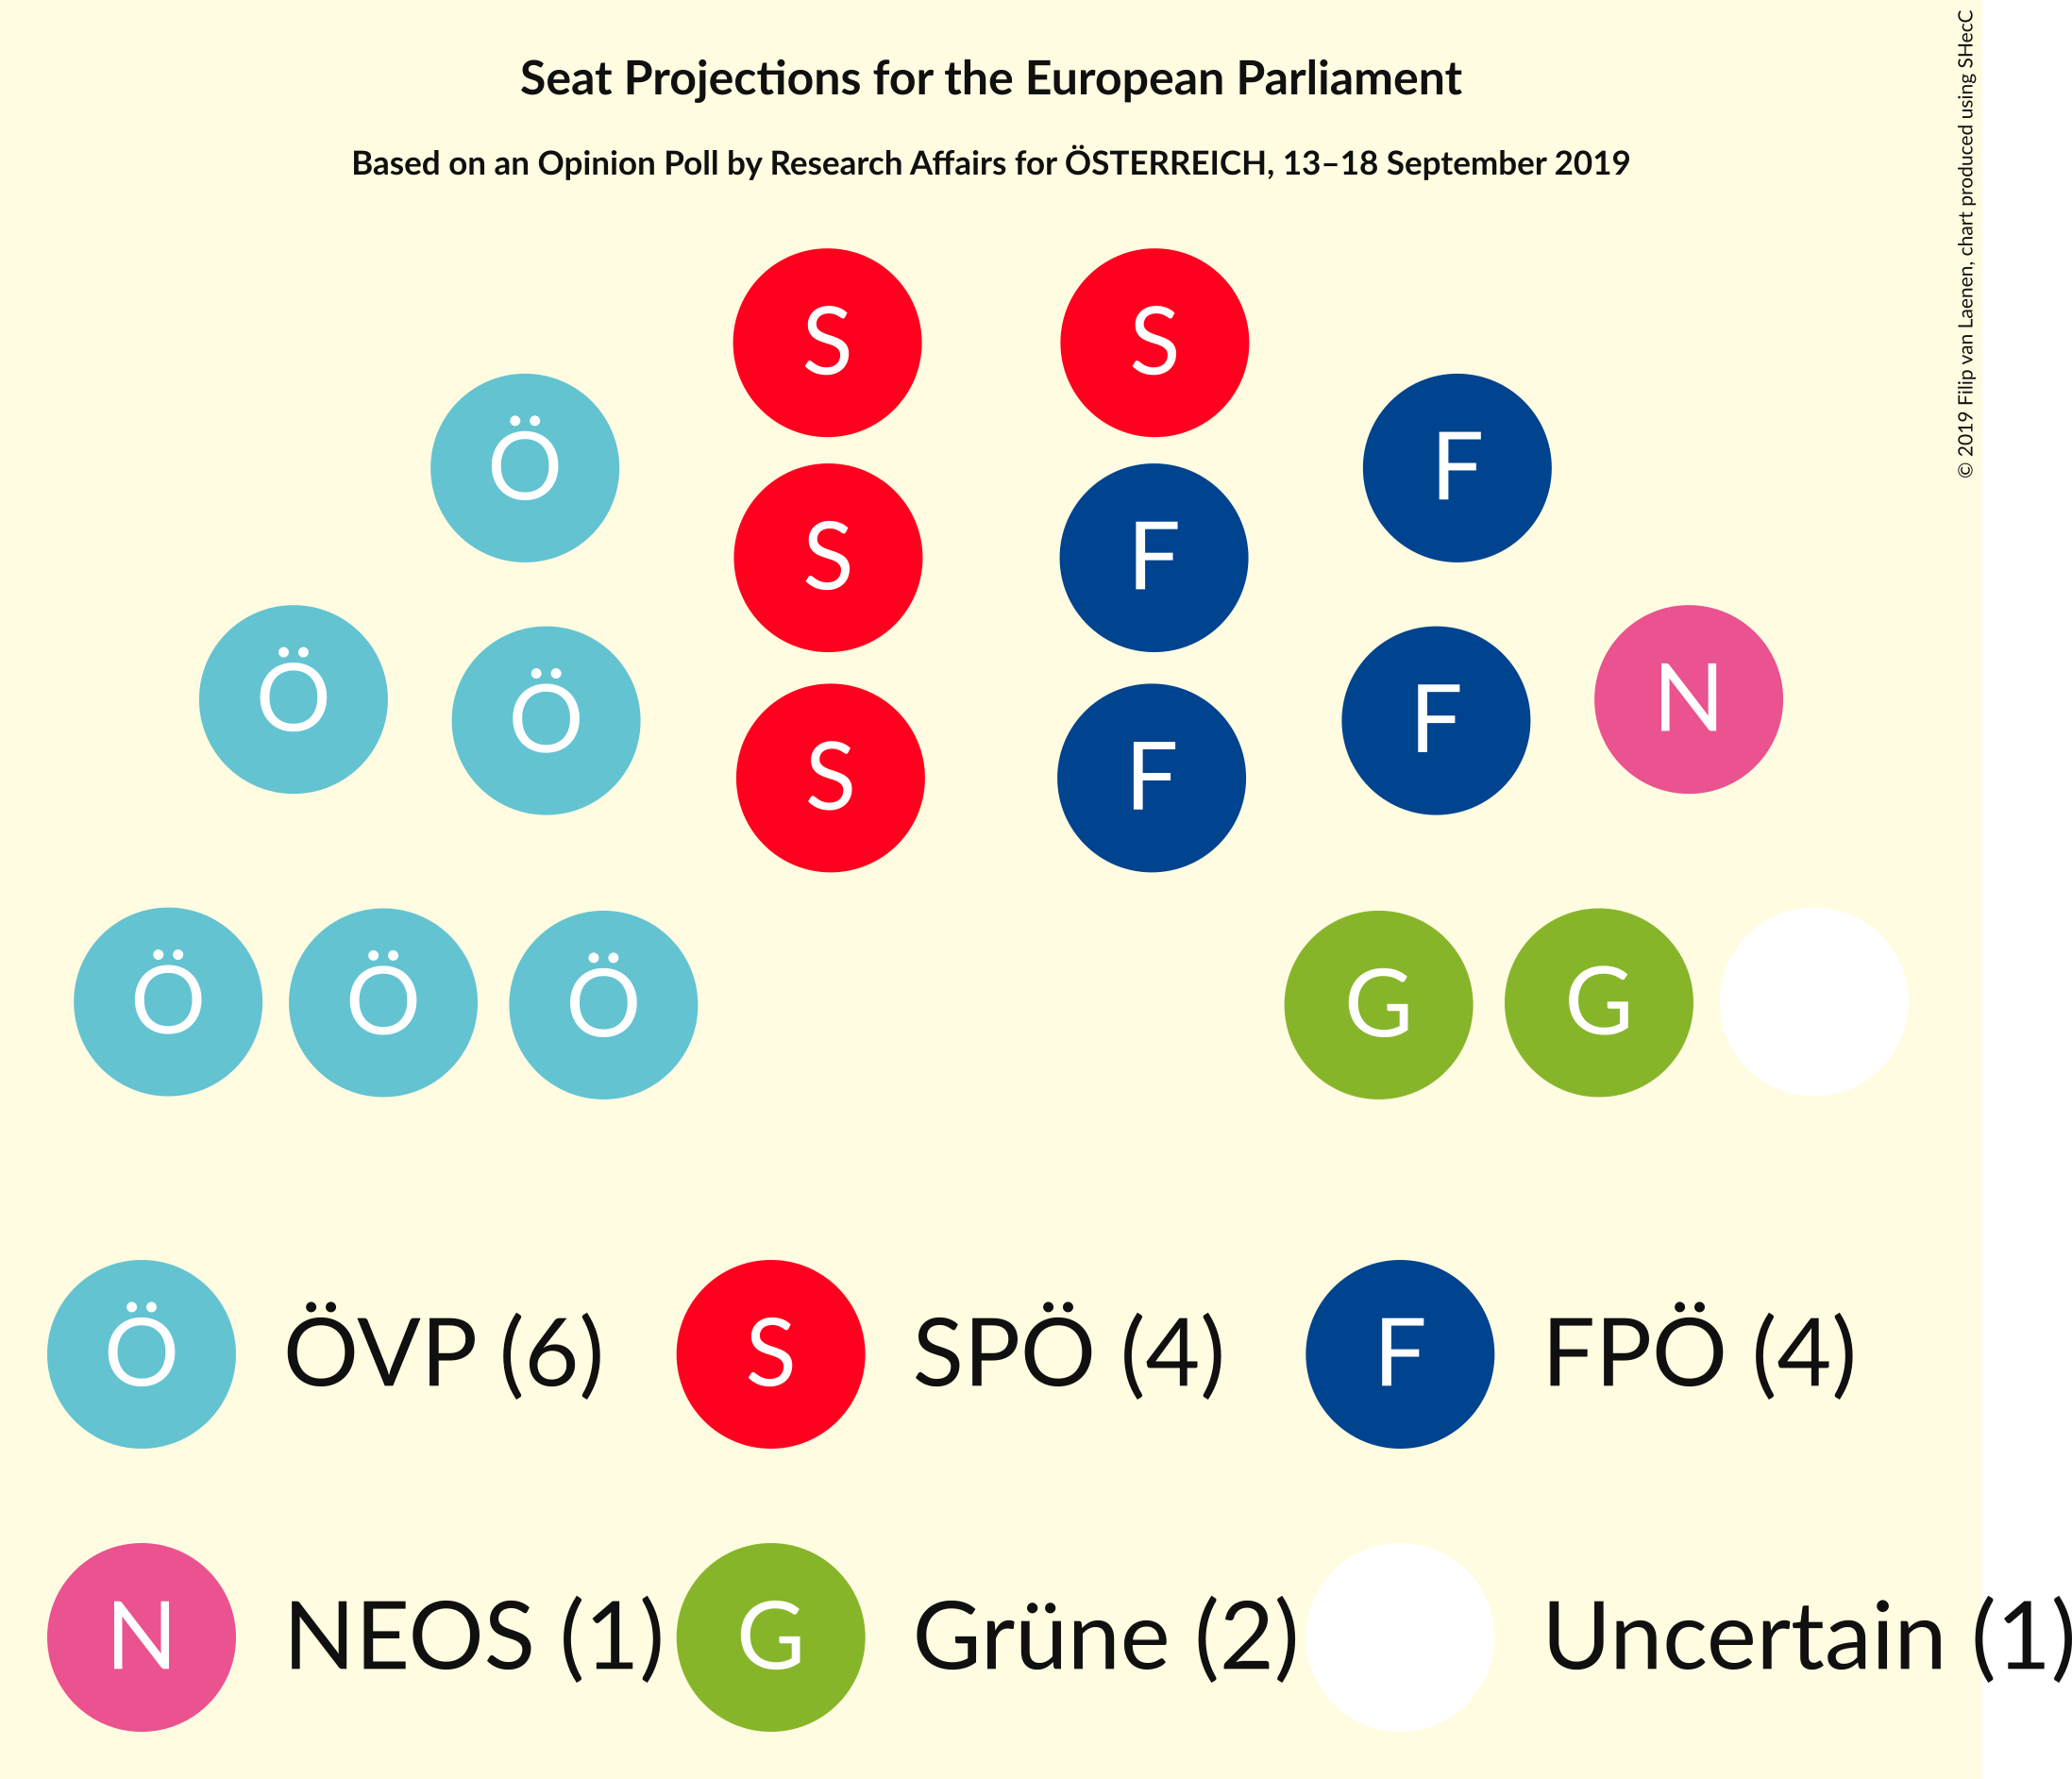 Seat Projections for the European Parliament
Based on an Opinion Poll by Research Affairs for ÖSTERREICH, 13–18 September 2019
© 2019 Filip van Laenen, chart produced using SHecC
S S
Ö F
S F
Ö Ö F N
S F
Ö Ö Ö G G
Ö ÖVP (6) S SPÖ (4) F FPÖ (4)
N NEOS (1) G Grüne (2) Uncertain (1)